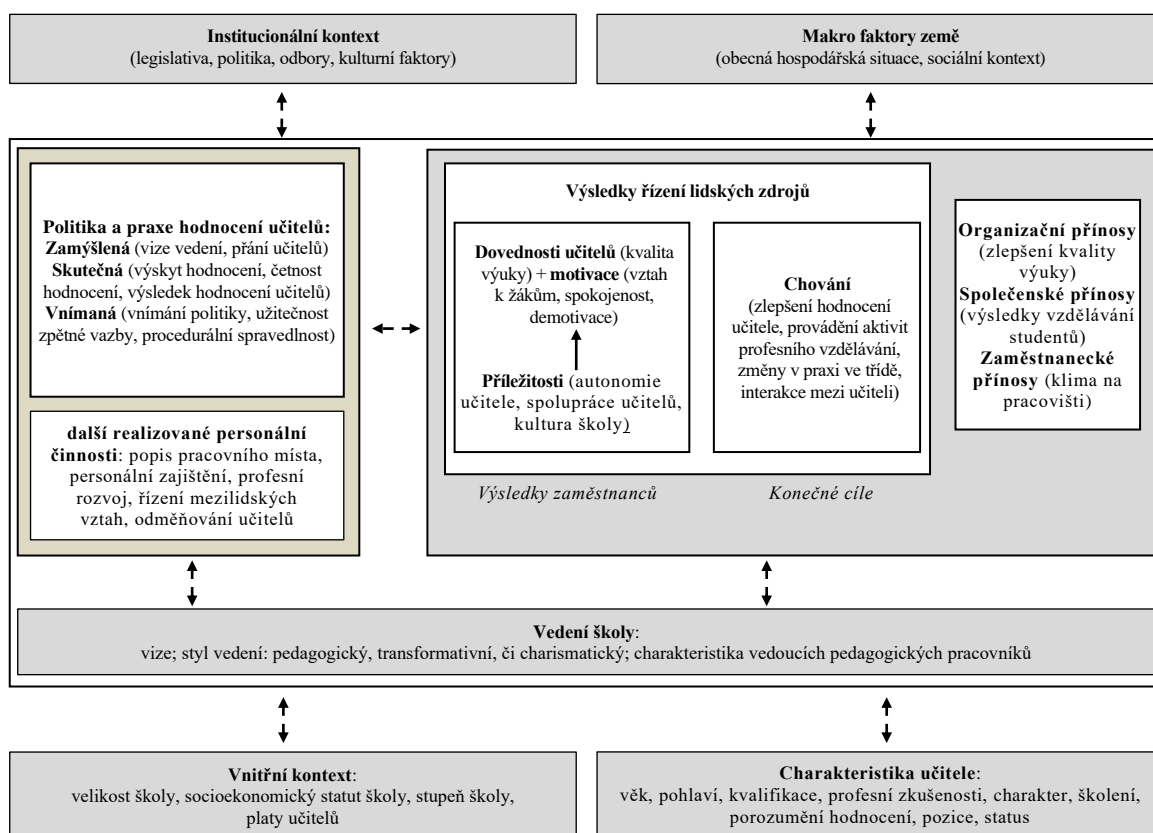 Institucionální kontext
(legislativa, politika, odbory, kulturní faktory)
Makro faktory země
(obecná hospodářská situace, sociální kontext)
Politika a praxe hodnocení učitelů:
Zamýšlená (vize vedení, přání učitelů)
Skutečná (výskyt hodnocení, četnost
hodnocení, výsledek hodnocení učitelů)
Vnímaná (vnímání politiky, užitečnost
zpětné vazby, procedurální spravedlnost)
další realizované personální
činnosti: popis pracovního místa,
personální zajištění, profesní
rozvoj, řízení mezilidských
vztah, odměňování učitelů
Výsledky řízení lidských zdrojů
Dovednosti učitelů (kvalita
výuky) + motivace (vztah
k žákům, spokojenost,
demotivace)
Příležitosti (autonomie
učitele, spolupráce učitelů,
kultura školy)
Chování
(zlepšení hodnocení
učitele, provádění aktivit
profesního vzdělávání,
změny v praxi ve třídě,
interakce mezi učiteli)
Výsledky zaměstnanců
Konečné cíle
Organizační přínosy
(zlepšení kvality
výuky)
Společenské přínosy
(výsledky vzdělávání
studentů)
Zaměstnanecké
přínosy (klima na
pracovišti)
Vedení školy:
vize; styl vedení: pedagogický, transformativní, či charismatický; charakteristika vedoucích pedagogických pracovníků
Vnitřní kontext:
velikost školy, socioekonomický statut školy, stupeň školy,
platy učitelů
Charakteristika učitele:
věk, pohlaví, kvalifikace, profesní zkušenosti, charakter, školení,
porozumění hodnocení, pozice, status